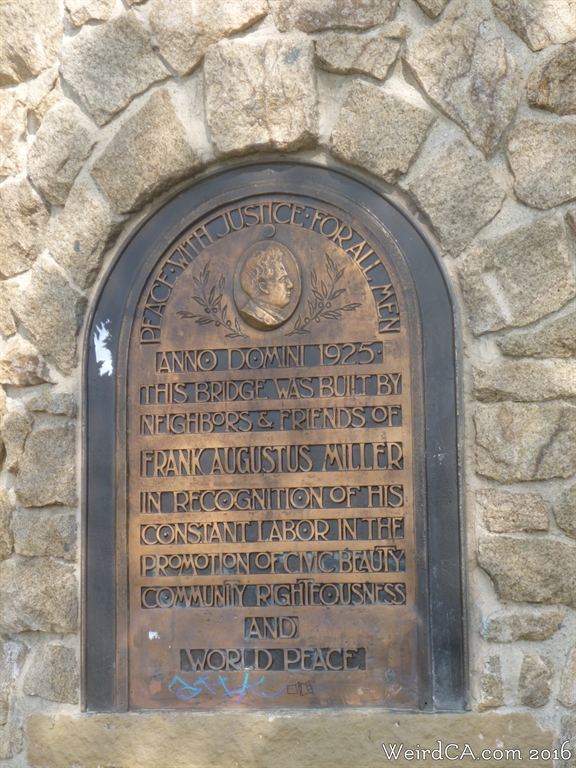 PEACE·WITH JUSTICE·FOR ALL MEN
ANNO DOMINI 1925·
THIS BRIDGE WAS BUILT BY
NEIGHBORS & FRIENDS OF
FRANK AUGUSTUS MILLER
IN RECOGNITION OF HIS
CONSTANT LABOR IN THE
PROMOTION OF CIVIC BEAUTY
COMMUNITY RIGHTEOUSNESS
AND
WORLD PEACE
WeirdCA.com 2016